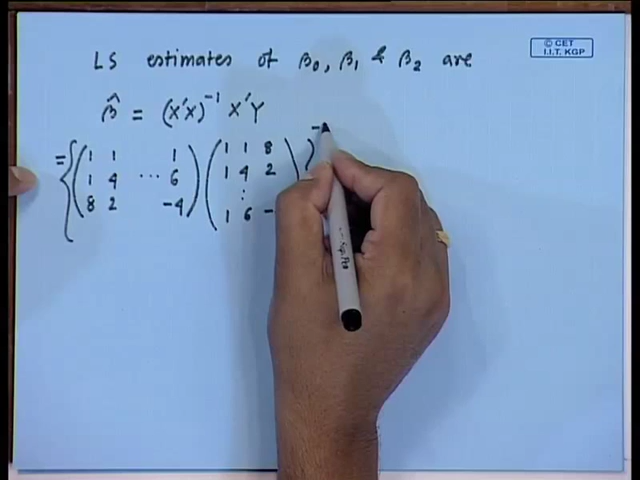 LS estimates of β0, β1 & β2 are
© CET
I.I.T. KGP
β̂ = (X'X)⁻¹ X'Y
= { ( 1 1 1 ) ( 1 1 8 ) }⁻
1 4 ... 6 1 4 2
8 2 -4 :
1 6 -